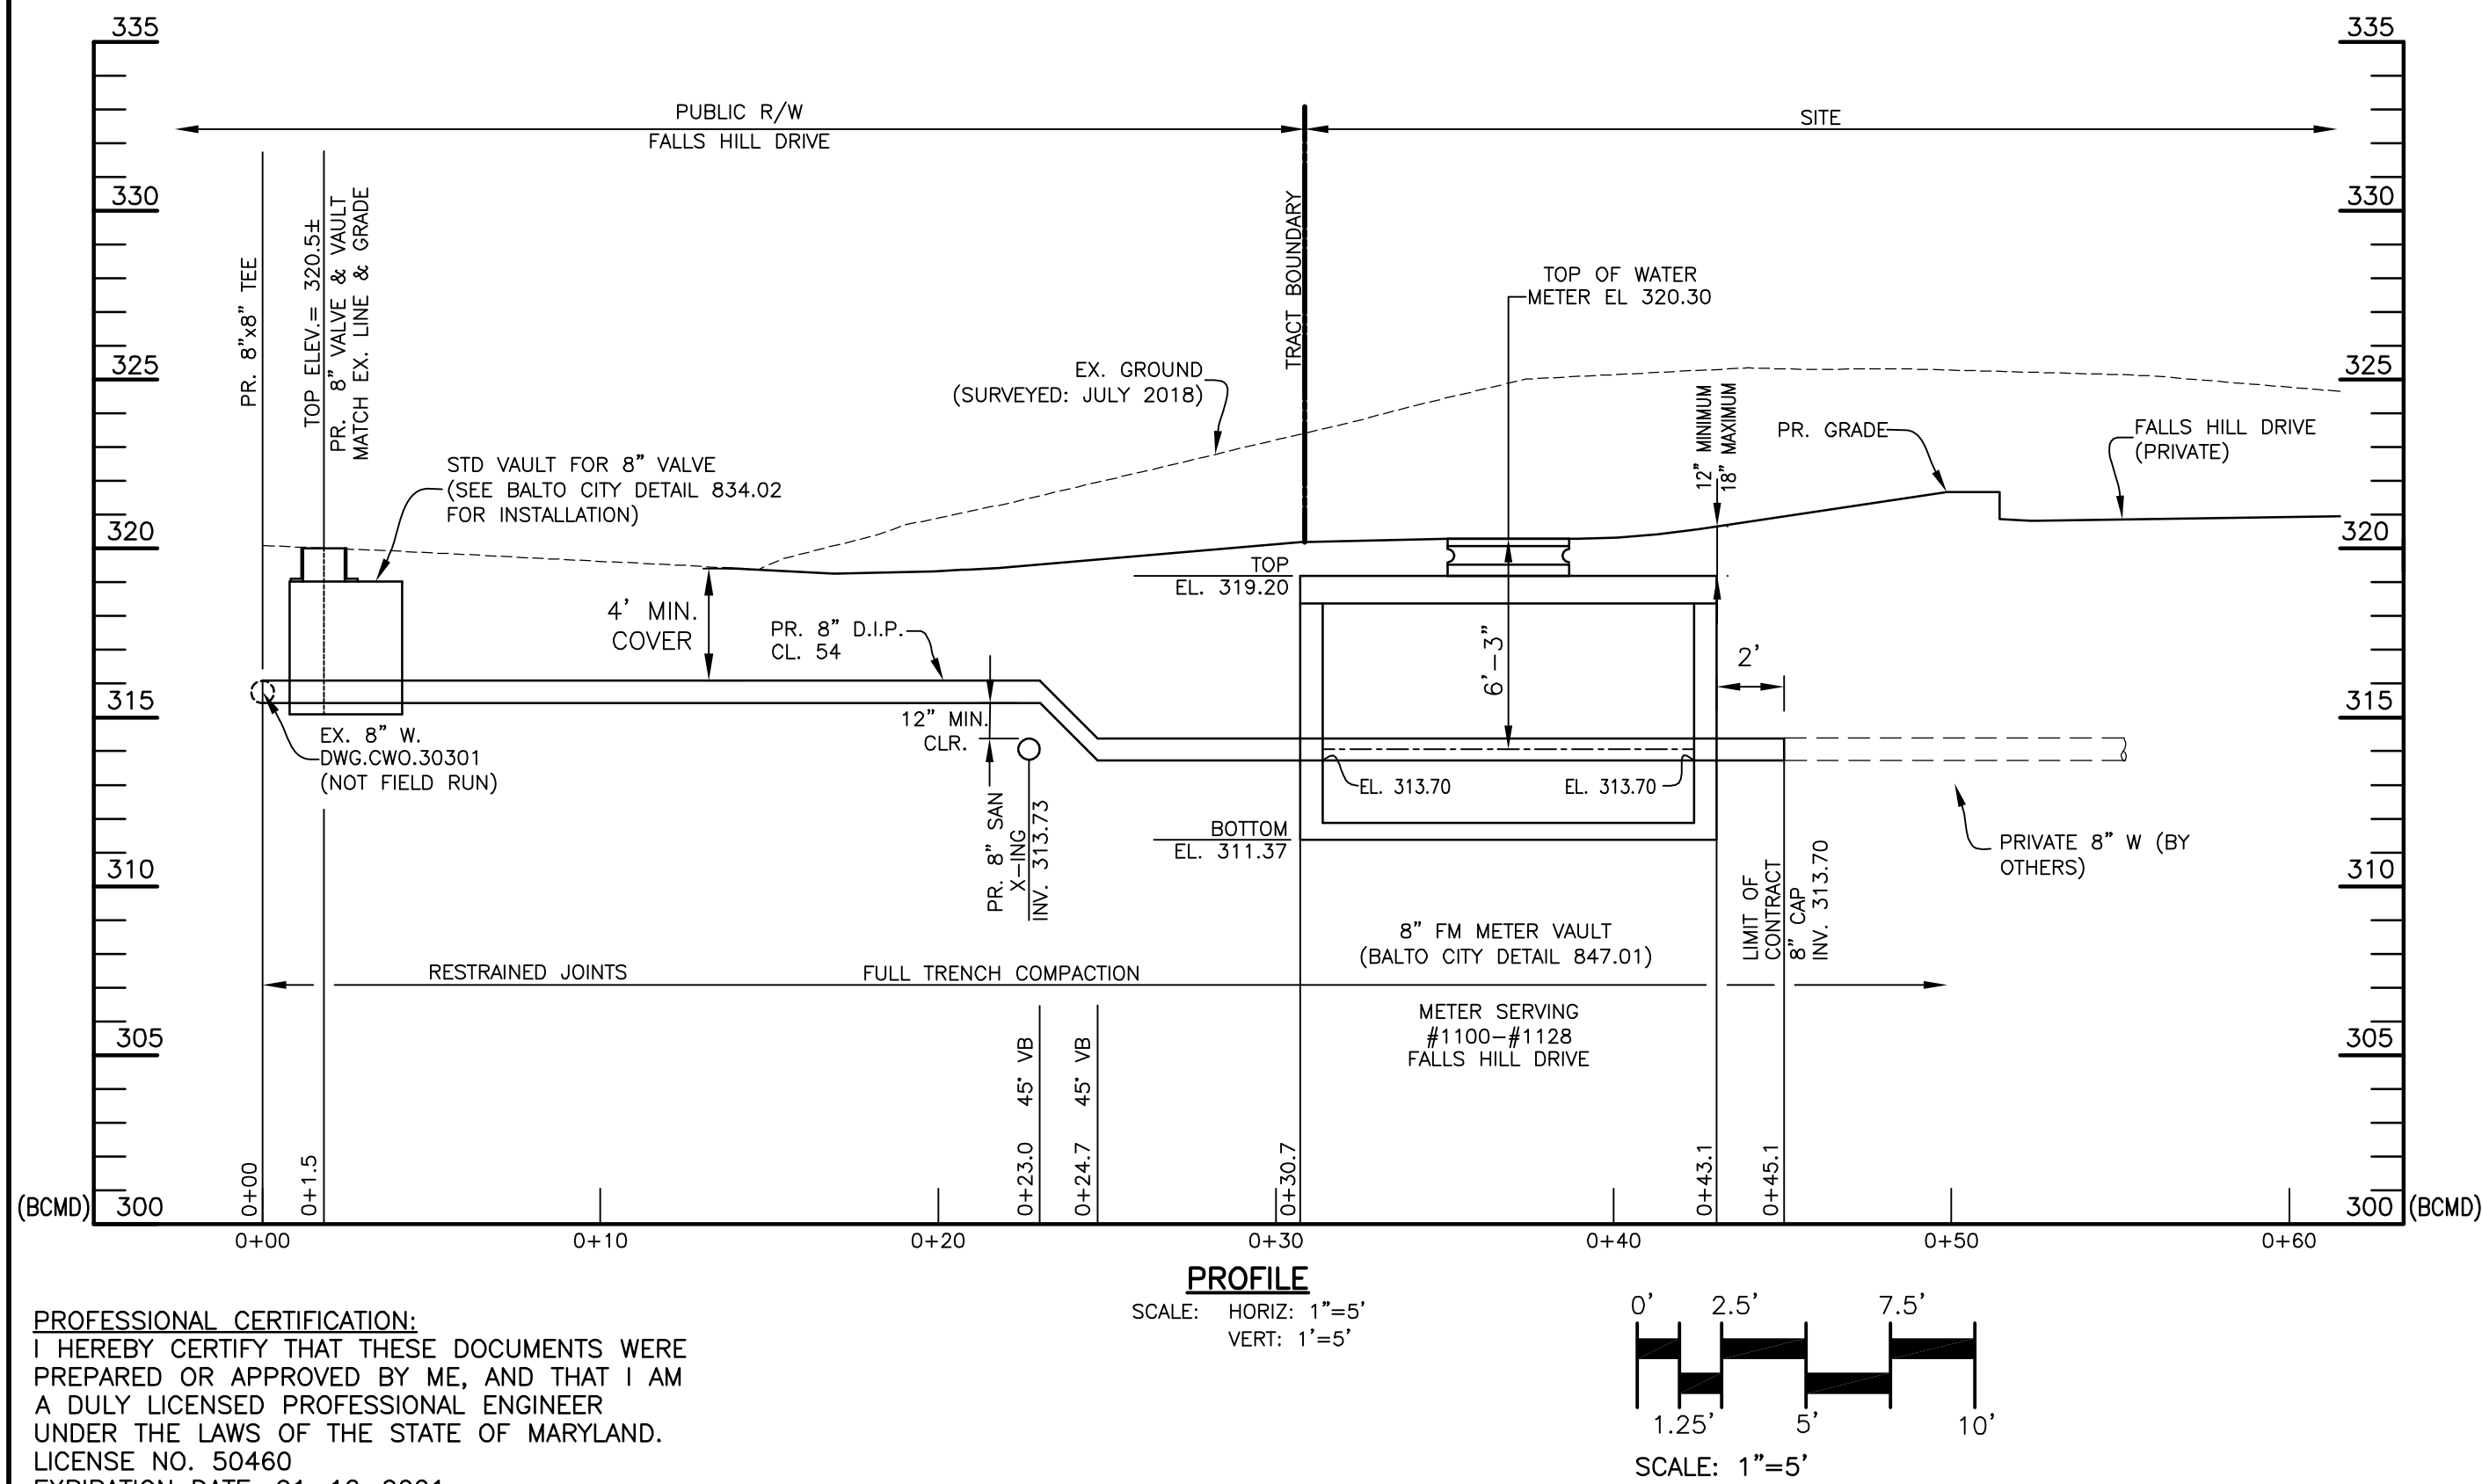 335
335
PUBLIC R/W
FALLS HILL DRIVE
SITE
330
330
PR. 8"x8" TEE
TOP ELEV.= 320.5±
PR. 8" VALVE & VAULT
MATCH EX. LINE & GRADE
TRACT BOUNDARY
TOP OF WATER
METER EL 320.30
325
325
EX. GROUND
(SURVEYED: JULY 2018)
12" MINIMUM
18" MAXIMUM
PR. GRADE
FALLS HILL DRIVE
(PRIVATE)
STD VAULT FOR 8" VALVE
(SEE BALTO CITY DETAIL 834.02
FOR INSTALLATION)
320
320
TOP
EL. 319.20
4' MIN.
COVER
PR. 8" D.I.P.
CL. 54
6'-3"
2'
315
315
12" MIN.
CLR.
EX. 8" W.
DWG.CWO.30301
(NOT FIELD RUN)
EL. 313.70
EL. 313.70
PR. 8" SAN
X-ING
INV. 313.73
BOTTOM
EL. 311.37
PRIVATE 8" W (BY
OTHERS)
310
310
LIMIT OF
CONTRACT
8" CAP
INV. 313.70
8" FM METER VAULT
(BALTO CITY DETAIL 847.01)
RESTRAINED JOINTS
FULL TRENCH COMPACTION
METER SERVING
#1100-#1128
FALLS HILL DRIVE
305
305
0+00
0+1.5
0+23.0 45° VB
0+24.7 45° VB
0+30.7
0+43.1
0+45.1
(BCMD) 300
300 (BCMD)
0+00
0+10
0+20
0+30
0+40
0+50
0+60
PROFILE
SCALE: HORIZ: 1"=5'
VERT: 1'=5'
0' 2.5' 7.5'
1.25' 5' 10'
SCALE: 1"=5'
PROFESSIONAL CERTIFICATION:
I HEREBY CERTIFY THAT THESE DOCUMENTS WERE
PREPARED OR APPROVED BY ME, AND THAT I AM
A DULY LICENSED PROFESSIONAL ENGINEER
UNDER THE LAWS OF THE STATE OF MARYLAND.
LICENSE NO. 50460
EXPIRATION DATE